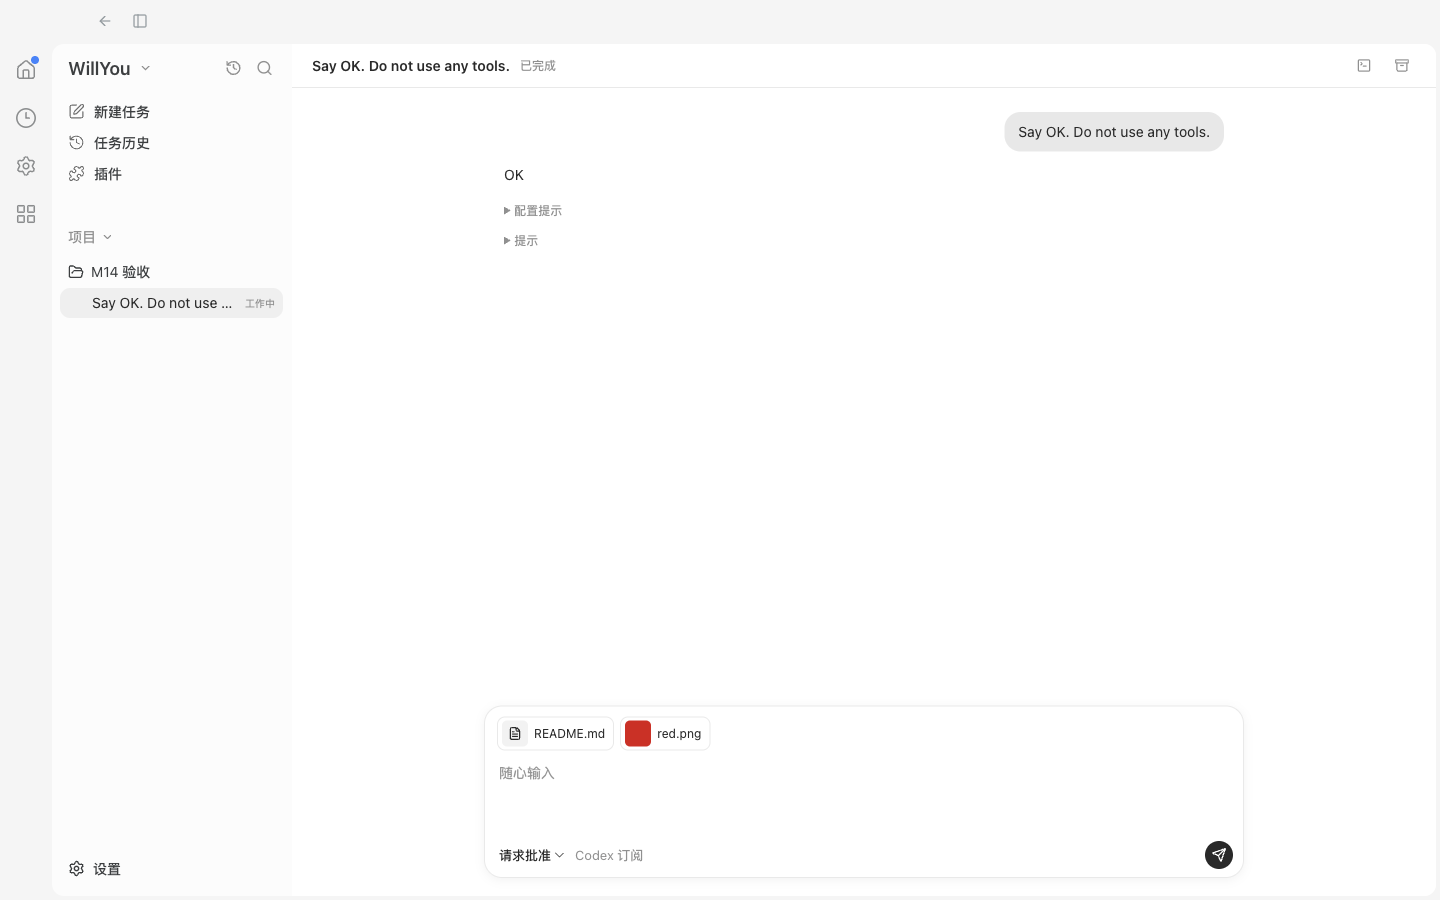 WillYou
新建任务
任务历史
插件
项目
M14 验收
Say OK. Do not use ... 工作中
设置
Say OK. Do not use any tools. 已完成
Say OK. Do not use any tools.
OK
配置提示
提示
README.md red.png
随心输入
请求批准 Codex 订阅